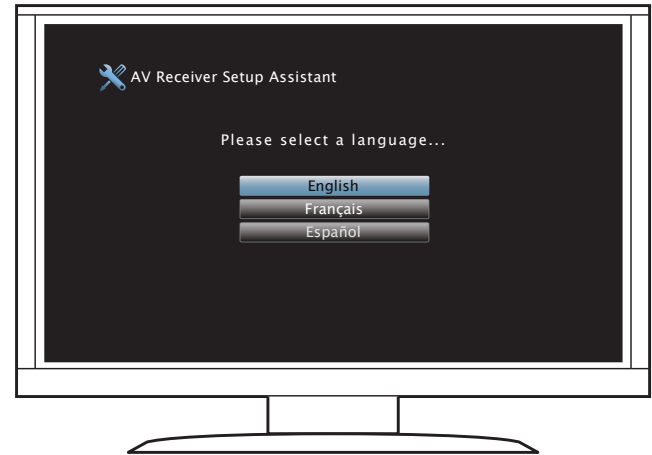 AV Receiver Setup Assistant
Please select a language...
English
Français
Español